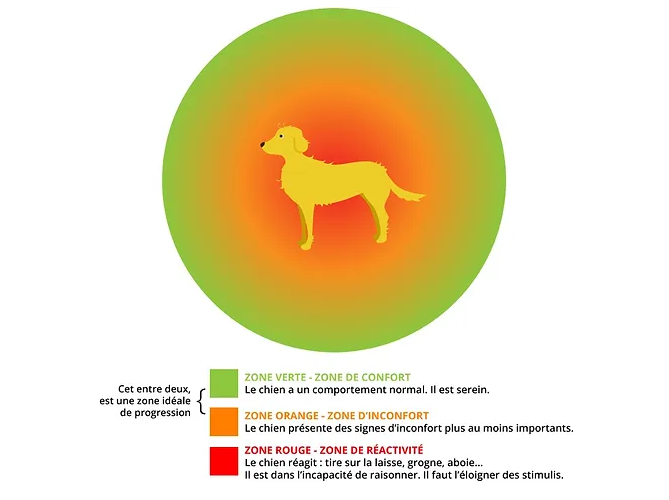 ZONE VERTE - ZONE DE CONFORT
Le chien a un comportement normal. Il est serein.
Cet entre deux,
est une zone idéale
de progression
ZONE ORANGE - ZONE D'INCONFORT
Le chien présente des signes d'inconfort plus au moins importants.
ZONE ROUGE - ZONE DE RÉACTIVITÉ
Le chien réagit : tire sur la laisse, grogne, aboie...
Il est dans l'incapacité de raisonner. Il faut l'éloigner des stimulis.